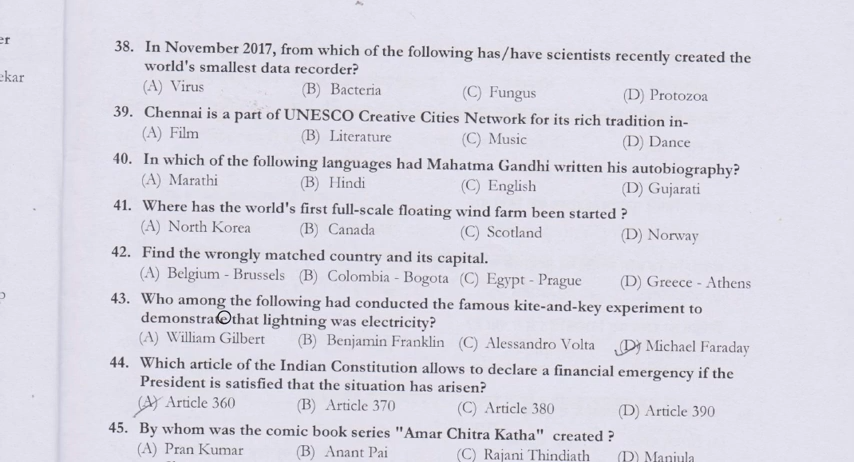 er
ekar
38. In November 2017, from which of the following has/have scientists recently created the
world's smallest data recorder?
(A) Virus (B) Bacteria (C) Fungus (D) Protozoa
39. Chennai is a part of UNESCO Creative Cities Network for its rich tradition in-
(A) Film (B) Literature (C) Music (D) Dance
40. In which of the following languages had Mahatma Gandhi written his autobiography?
(A) Marathi (B) Hindi (C) English (D) Gujarati
41. Where has the world's first full-scale floating wind farm been started ?
(A) North Korea (B) Canada (C) Scotland (D) Norway
42. Find the wrongly matched country and its capital.
(A) Belgium - Brussels (B) Colombia - Bogota (C) Egypt - Prague (D) Greece - Athens
43. Who among the following had conducted the famous kite-and-key experiment to
demonstrate that lightning was electricity?
(A) William Gilbert (B) Benjamin Franklin (C) Alessandro Volta (D) Michael Faraday
44. Which article of the Indian Constitution allows to declare a financial emergency if the
President is satisfied that the situation has arisen?
(A) Article 360 (B) Article 370 (C) Article 380 (D) Article 390
45. By whom was the comic book series "Amar Chitra Katha" created ?
(A) Pran Kumar (B) Anant Pai (C) Rajani Thindiath (D) Manjula